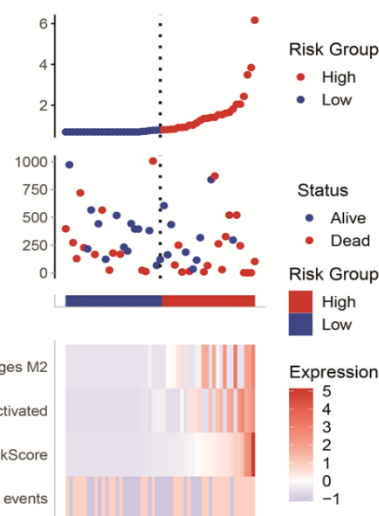 6
4
2
Risk Group
High
Low
1000
750
500
250
0
Status
Alive
Dead
Risk Group
High
Low
ges M2
ctivated
kScore
events
Expression
5
4
3
2
1
0
−1